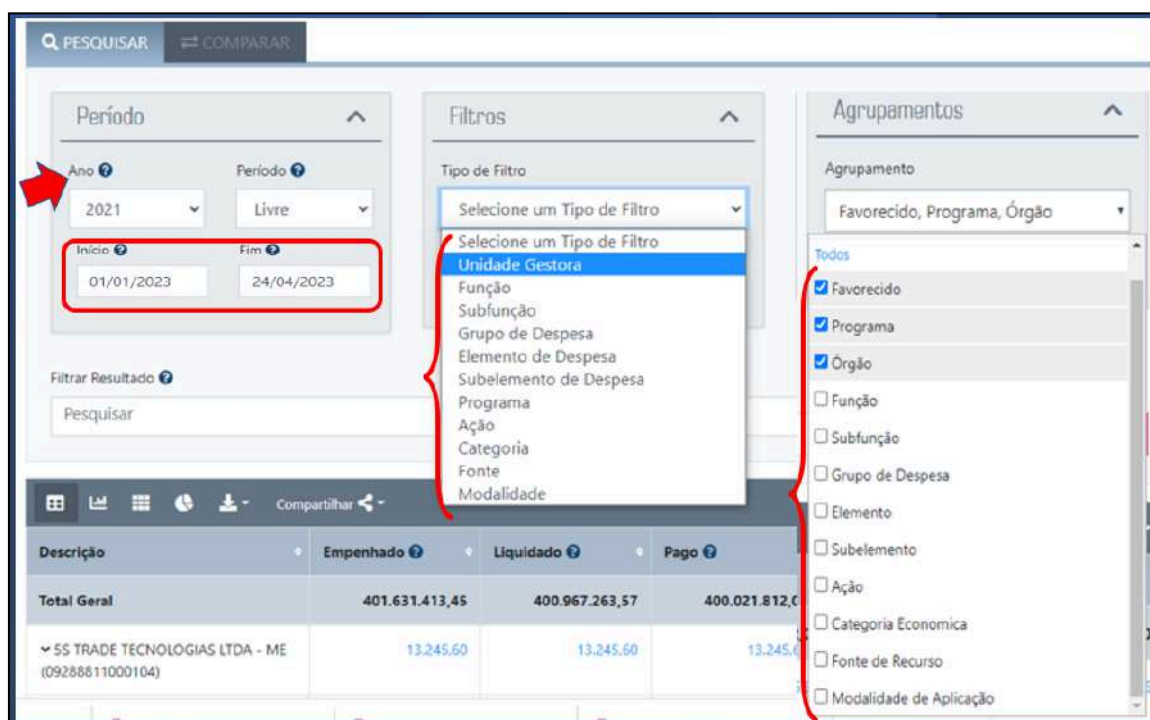 PESQUISAR
COMPARAR
Período
Ano
Período
2021
Livre
Início
Fim
01/01/2023
24/04/2023
Filtros
Tipo de Filtro
Selecione um Tipo de Filtro
Selecione um Tipo de Filtro
Unidade Gestora
Função
Subfunção
Grupo de Despesa
Elemento de Despesa
Subelemento de Despesa
Programa
Ação
Categoria
Fonte
Modalidade
Agrupamentos
Agrupamento
Favorecido, Programa, Órgão
Todos
Favorecido
Programa
Órgão
Função
Subfunção
Grupo de Despesa
Elemento
Subelemento
Ação
Categoria Economica
Fonte de Recurso
Modalidade de Aplicação
Filtrar Resultado
Pesquisar
Compartilhar
Descrição Empenhado Liquidado Pago
Total Geral 401.631.413,45 400.967.263,57 400.021.812,
5S TRADE TECNOLOGIAS LTDA - ME 13.245,60 13.245,60 13.245,
(09288811000104)